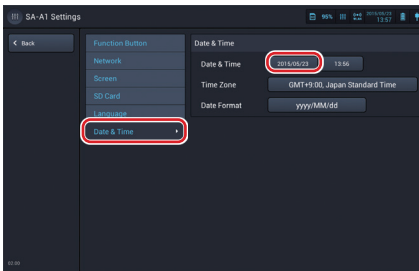 SA-A1 Settings
95%
2015/05/23
13:57
Back
Function Button
Network
Screen
SD Card
Language
Date & Time
Date & Time
Date & Time
2015/05/23
13:56
Time Zone
GMT+9:00, Japan Standard Time
Date Format
yyyy/MM/dd
02:00